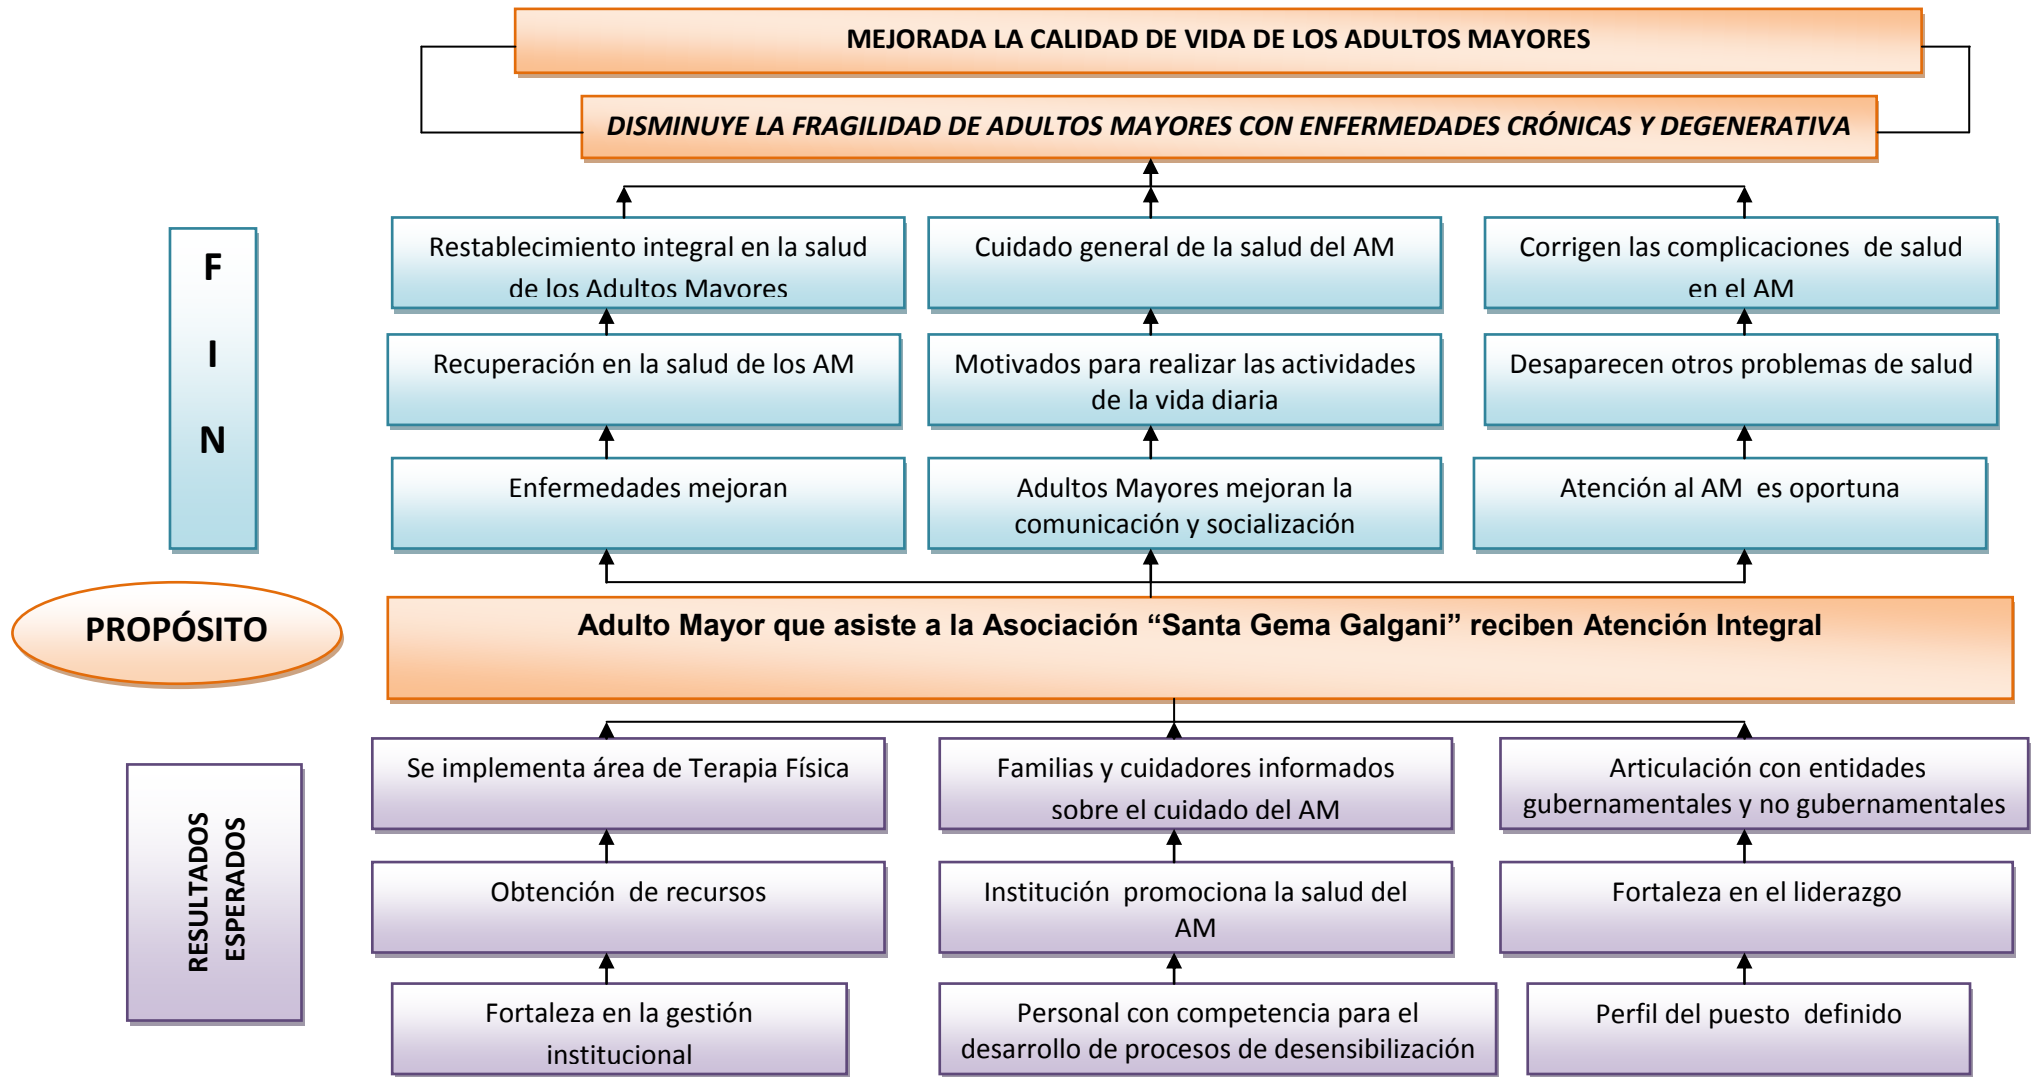 MEJORADA LA CALIDAD DE VIDA DE LOS ADULTOS MAYORES
DISMINUYE LA FRAGILIDAD DE ADULTOS MAYORES CON ENFERMEDADES CRÓNICAS Y DEGENERATIVA
F
I
N
Restablecimiento integral en la salud
de los Adultos Mayores
Cuidado general de la salud del AM
Corrigen las complicaciones de salud
en el AM
Recuperación en la salud de los AM
Motivados para realizar las actividades
de la vida diaria
Desaparecen otros problemas de salud
Enfermedades mejoran
Adultos Mayores mejoran la
comunicación y socialización
Atención al AM es oportuna
PROPÓSITO
Adulto Mayor que asiste a la Asociación “Santa Gema Galgani” reciben Atención Integral
RESULTADOS
ESPERADOS
Se implementa área de Terapia Física
Familias y cuidadores informados
sobre el cuidado del AM
Articulación con entidades
gubernamentales y no gubernamentales
Obtención de recursos
Institución promociona la salud del
AM
Fortaleza en el liderazgo
Fortaleza en la gestión
institucional
Personal con competencia para el
desarrollo de procesos de desensibilización
Perfil del puesto definido